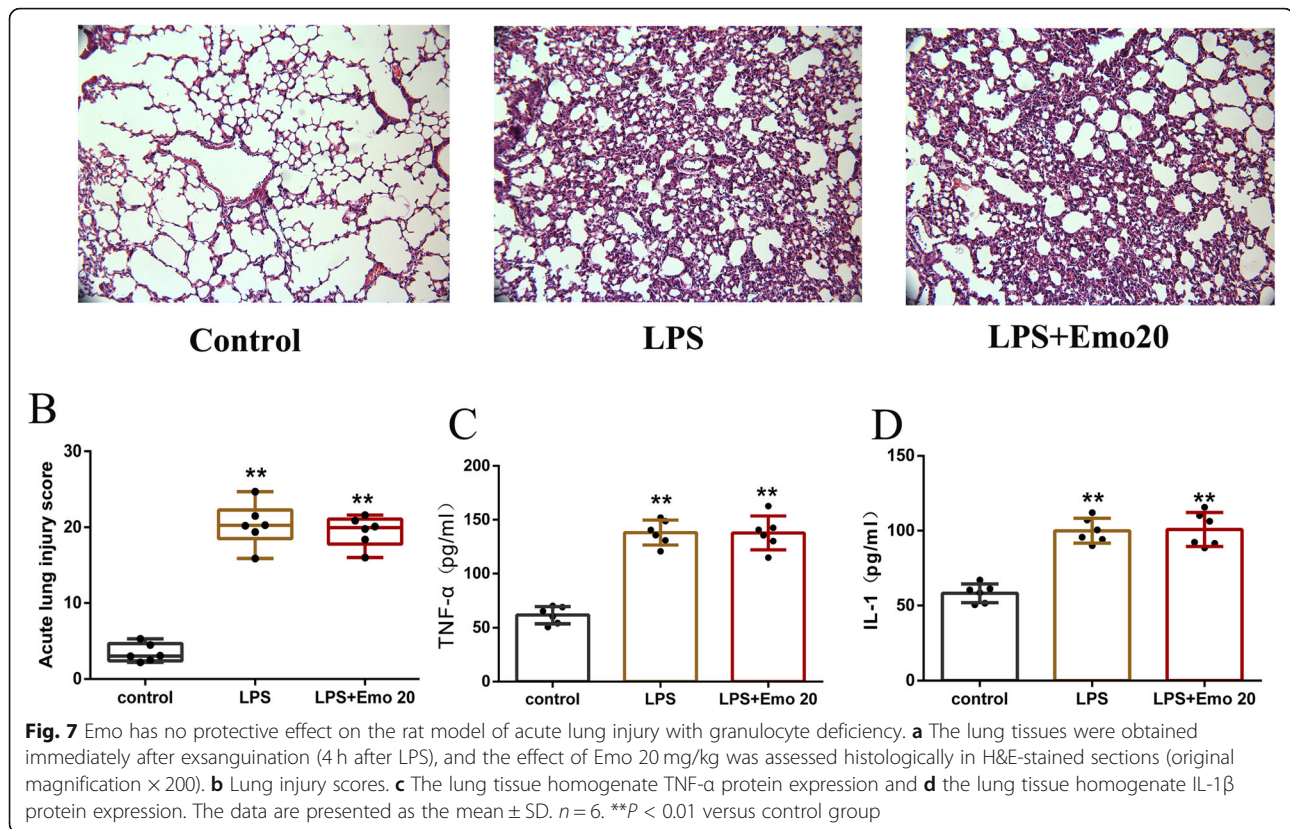 Control LPS LPS+Emo20
B
Acute lung injury score
30
20
10
0
**
**
control LPS LPS+Emo 20
C
TNF-α (pg/ml)
200
150
100
50
0
**
**
control LPS LPS+Emo 20
D
IL-1 (pg/ml)
150
100
50
0
**
**
control LPS LPS+Emo 20
Fig. 7 Emo has no protective effect on the rat model of acute lung injury with granulocyte deficiency. a The lung tissues were obtained
immediately after exsanguination (4 h after LPS), and the effect of Emo 20 mg/kg was assessed histologically in H&E-stained sections (original
magnification × 200). b Lung injury scores. c The lung tissue homogenate TNF-α protein expression and d the lung tissue homogenate IL-1β
protein expression. The data are presented as the mean ± SD. n = 6. **P < 0.01 versus control group